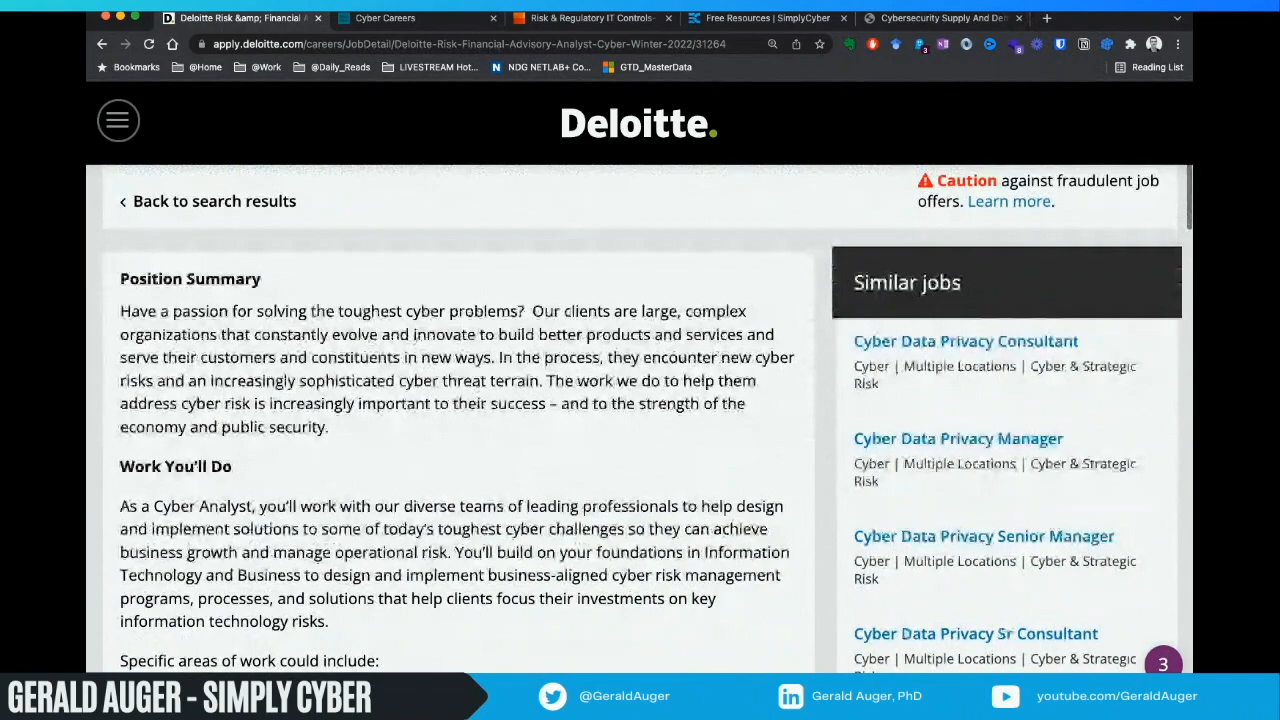 Deloitte Risk &amp; Financial A
Cyber Careers
Risk & Regulatory IT Controls-
Free Resources | SimplyCyber
Cybersecurity Supply And De
apply.deloitte.com/careers/JobDetail/Deloitte-Risk-Financial-Advisory-Analyst-Cyber-Winter-2022/31264
Bookmarks
@Home
@Work
@Daily_Reads
LIVESTREAM Hot...
NDG NETLAB+ Co...
GTD_MasterData
Reading List
Deloitte.
Back to search results
Caution against fraudulent job
offers. Learn more.
Position Summary
Have a passion for solving the toughest cyber problems? Our clients are large, complex
organizations that constantly evolve and innovate to build better products and services and
serve their customers and constituents in new ways. In the process, they encounter new cyber
risks and an increasingly sophisticated cyber threat terrain. The work we do to help them
address cyber risk is increasingly important to their success – and to the strength of the
economy and public security.
Work You'll Do
As a Cyber Analyst, you'll work with our diverse teams of leading professionals to help design
and implement solutions to some of today's toughest cyber challenges so they can achieve
business growth and manage operational risk. You'll build on your foundations in Information
Technology and Business to design and implement business-aligned cyber risk management
programs, processes, and solutions that help clients focus their investments on key
information technology risks.
Specific areas of work could include:
Similar jobs
Cyber Data Privacy Consultant
Cyber | Multiple Locations | Cyber & Strategic
Risk
Cyber Data Privacy Manager
Cyber | Multiple Locations | Cyber & Strategic
Risk
Cyber Data Privacy Senior Manager
Cyber | Multiple Locations | Cyber & Strategic
Risk
Cyber Data Privacy Sr Consultant
Cyber | Multiple Locations | Cyber & Strategic
3
GERALD AUGER - SIMPLY CYBER
@GeraldAuger
Gerald Auger, PhD
youtube.com/GeraldAuger